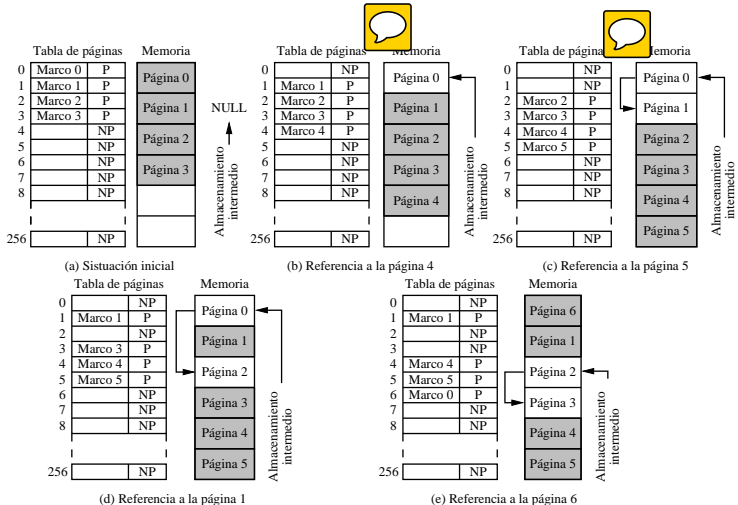 Tabla de páginas Memoria
0 Marco 0 P
1 Marco 1 P
2 Marco 2 P
3 Marco 3 P
4 NP
5 NP
6 NP
7 NP
8 NP
256 NP
Página 0
Página 1
Página 2
Página 3
NULL
Almacenamiento
intermedio
(a) Sistuación inicial
Tabla de páginas Memoria
0 NP
1 Marco 1 P
2 Marco 2 P
3 Marco 3 P
4 Marco 4 P
5 NP
6 NP
7 NP
8 NP
256 NP
Página 0
Página 1
Página 2
Página 3
Página 4
Almacenamiento
intermedio
(b) Referencia a la página 4
Tabla de páginas Memoria
0 NP
1 NP
2 Marco 2 P
3 Marco 3 P
4 Marco 4 P
5 Marco 5 P
6 NP
7 NP
8 NP
256 NP
Página 0
Página 1
Página 2
Página 3
Página 4
Página 5
Almacenamiento
intermedio
(c) Referencia a la página 5
Tabla de páginas Memoria
0 NP
1 Marco 1 P
2 NP
3 Marco 3 P
4 Marco 4 P
5 Marco 5 P
6 NP
7 NP
8 NP
256 NP
Página 0
Página 1
Página 2
Página 3
Página 4
Página 5
Almacenamiento
intermedio
(d) Referencia a la página 1
Tabla de páginas Memoria
0 NP
1 Marco 1 P
2 NP
3 NP
4 Marco 4 P
5 Marco 5 P
6 Marco 0 P
7 NP
8 NP
256 NP
Página 6
Página 1
Página 2
Página 3
Página 4
Página 5
Almacenamiento
intermedio
(e) Referencia a la página 6